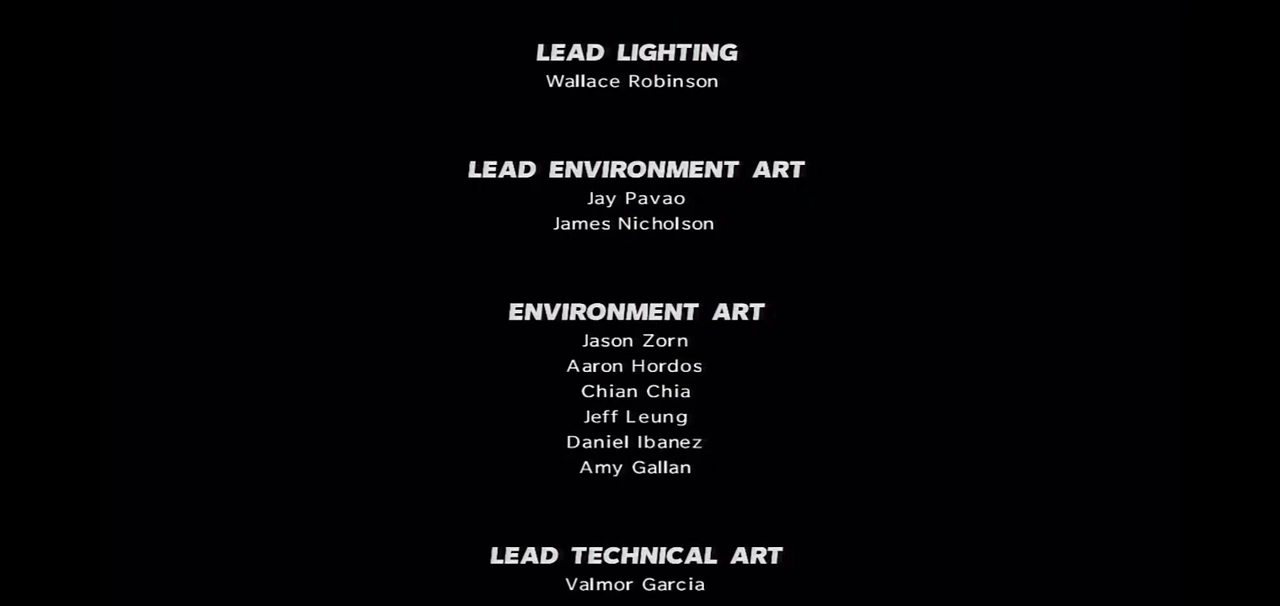 LEAD LIGHTING
Wallace Robinson
LEAD ENVIRONMENT ART
Jay Pavao
James Nicholson
ENVIRONMENT ART
Jason Zorn
Aaron Hordos
Chian Chia
Jeff Leung
Daniel Ibanez
Amy Gallan
LEAD TECHNICAL ART
Valmor Garcia